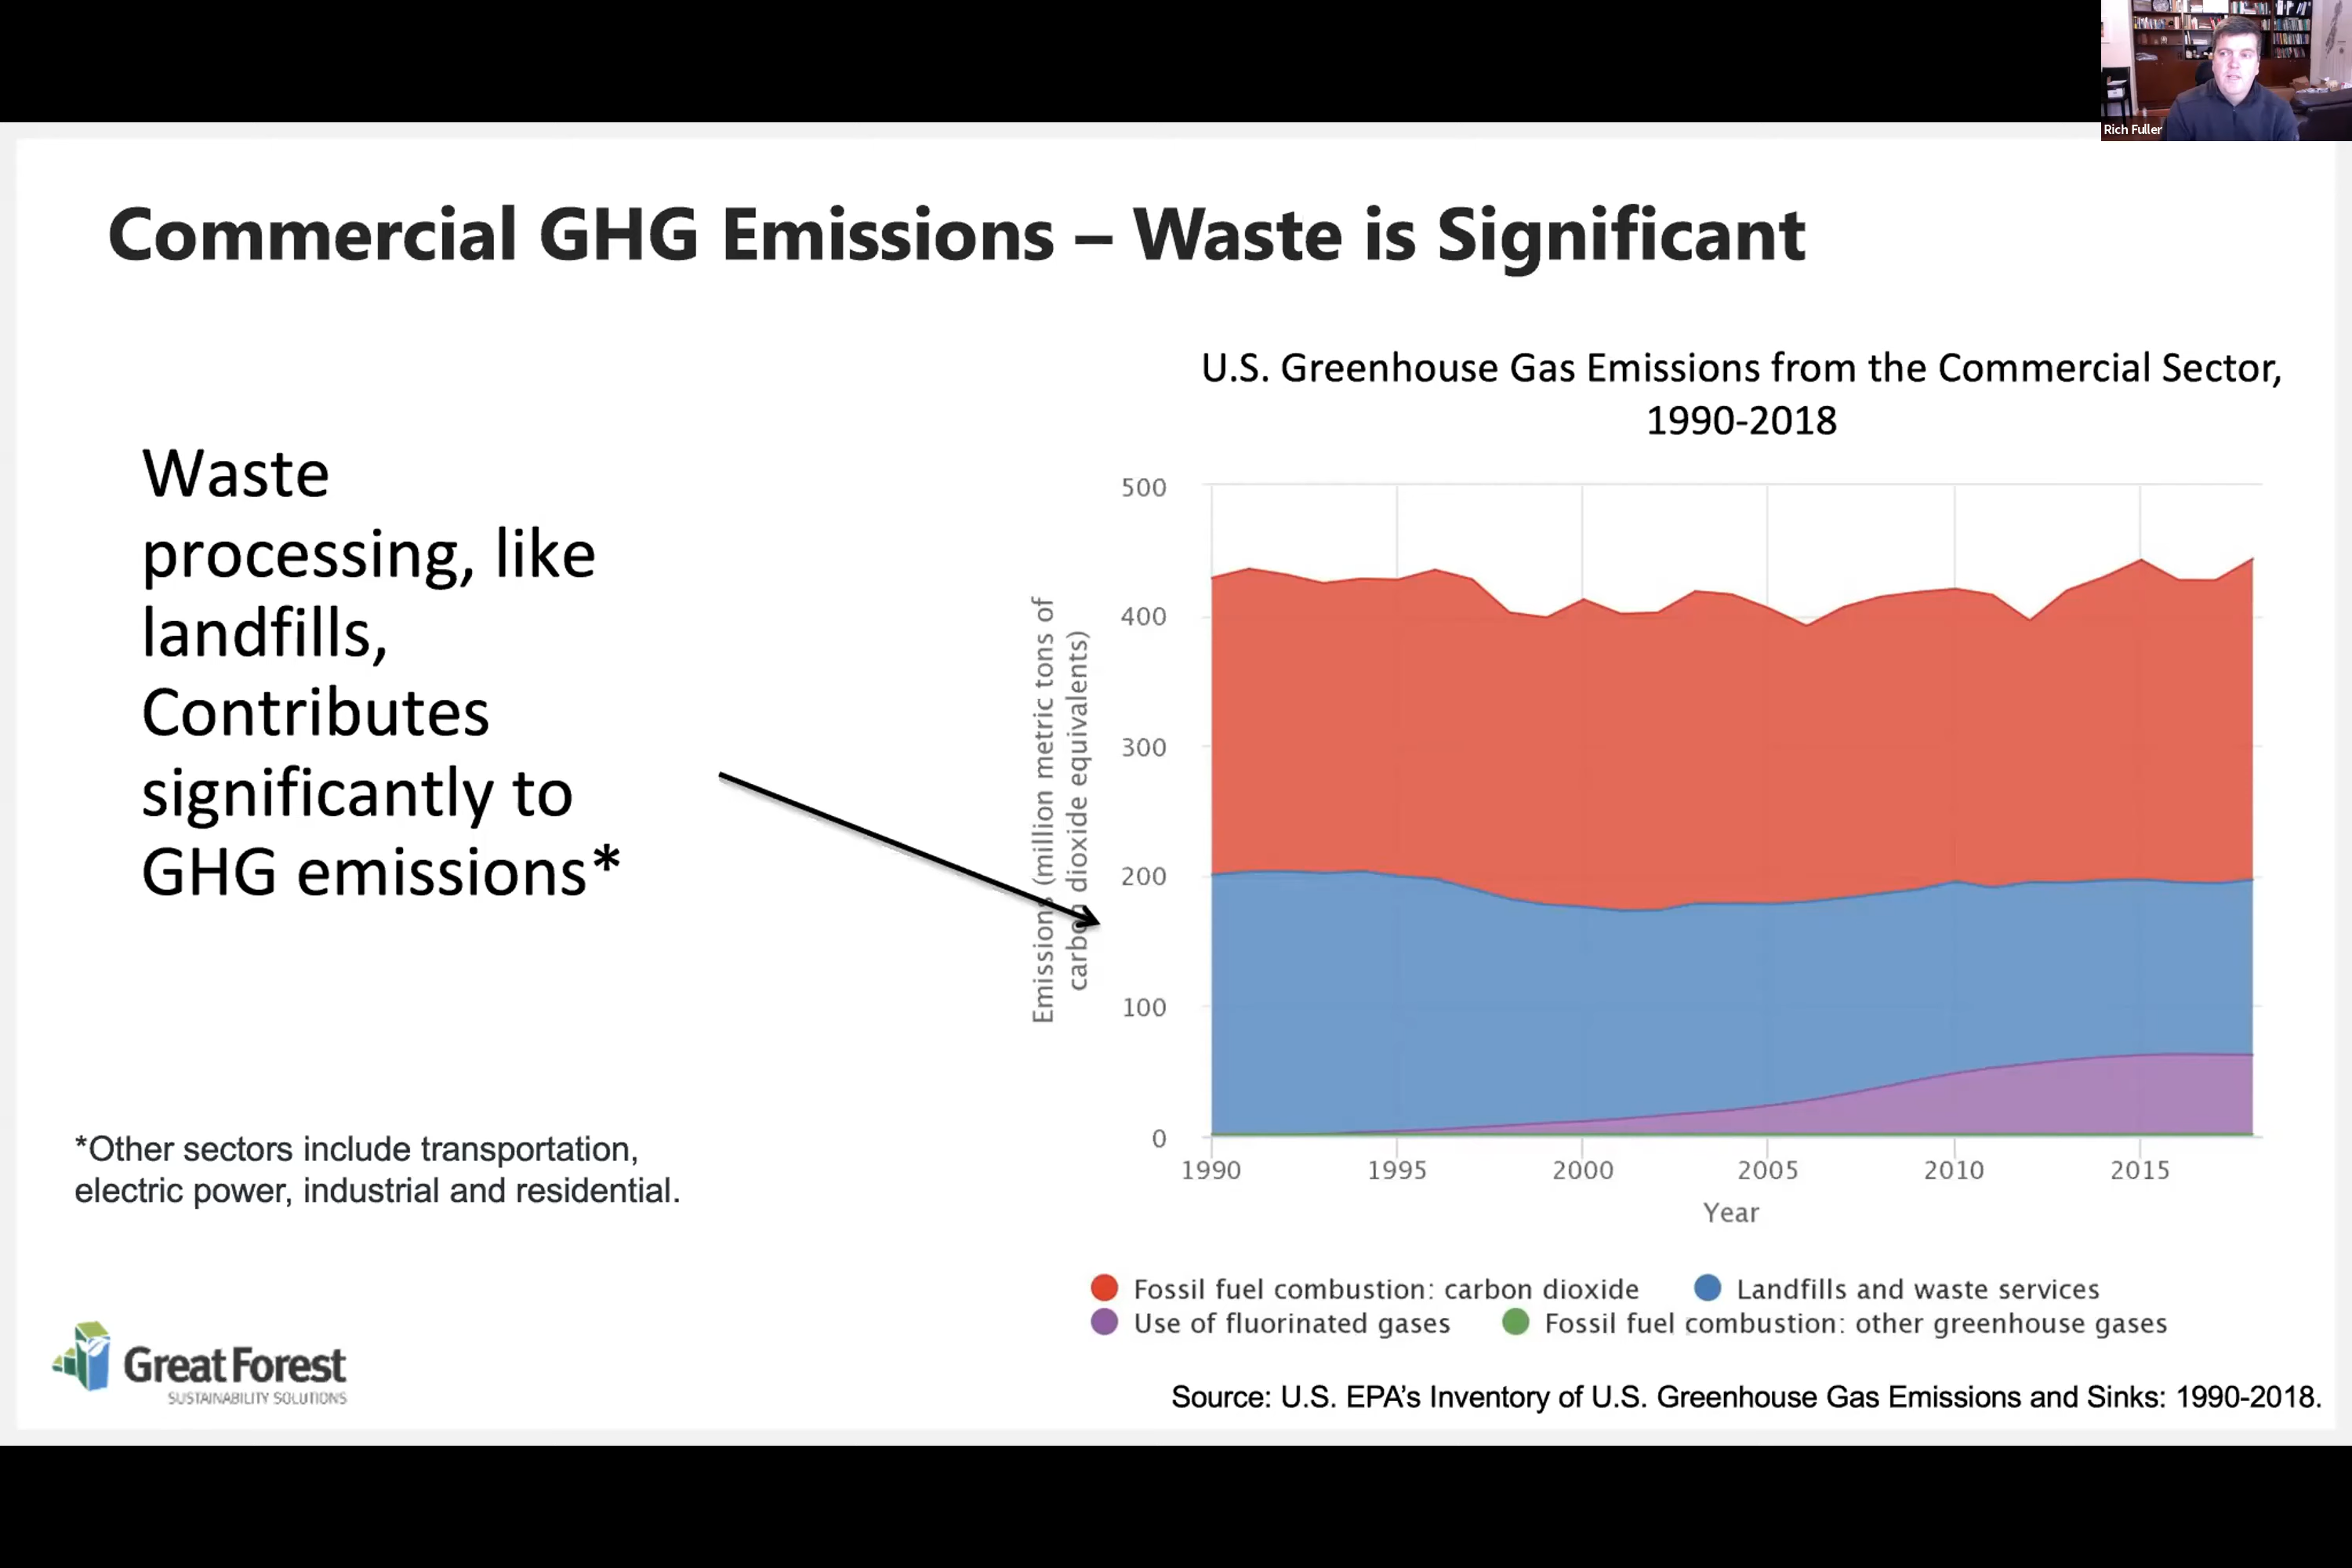 Rich Fuller
Commercial GHG Emissions – Waste is Significant
Waste
processing, like
landfills,
Contributes
significantly to
GHG emissions*
*Other sectors include transportation,
electric power, industrial and residential.
Great Forest
SUSTAINABILITY SOLUTIONS
U.S. Greenhouse Gas Emissions from the Commercial Sector,
1990-2018
Emissions (million metric tons of
carbon dioxide equivalents)
500
400
300
200
100
0
1990 1995 2000 2005 2010 2015
Year
Fossil fuel combustion: carbon dioxide Landfills and waste services
Use of fluorinated gases Fossil fuel combustion: other greenhouse gases
Source: U.S. EPA's Inventory of U.S. Greenhouse Gas Emissions and Sinks: 1990-2018.